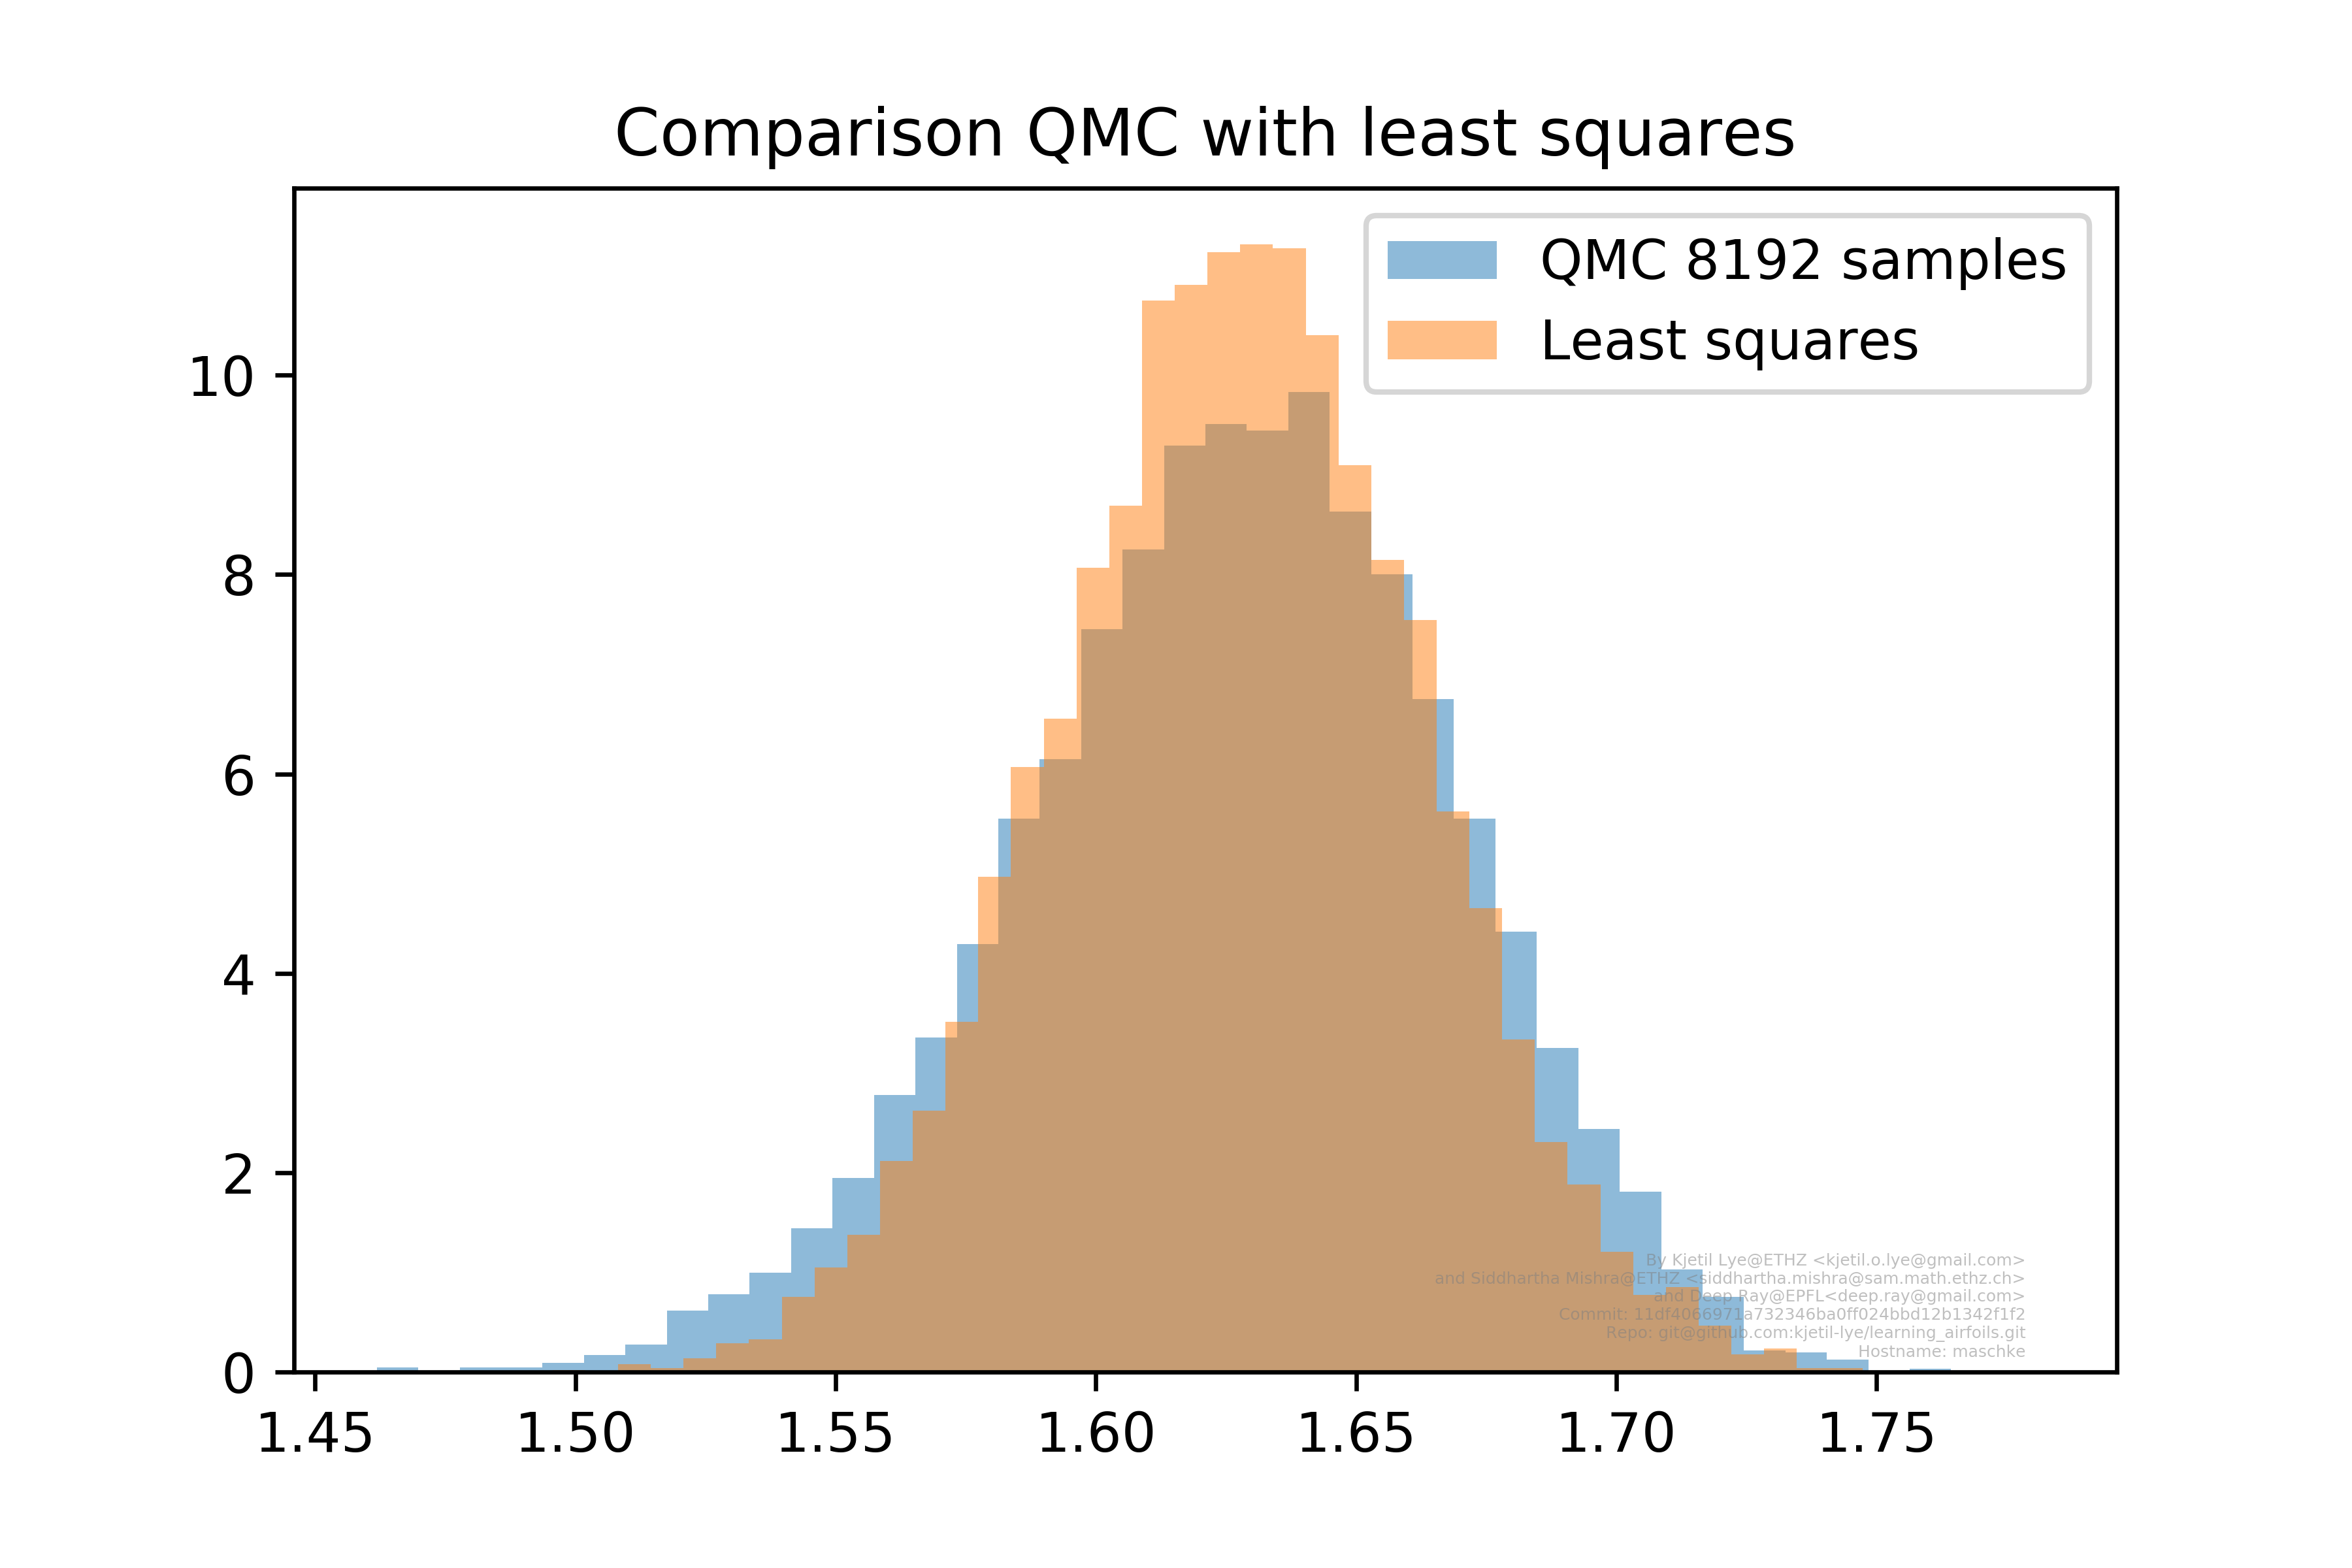 Comparison QMC with least squares
QMC 8192 samples
Least squares
10
8
6
4
2
0
1.45 1.50 1.55 1.60 1.65 1.70 1.75
By Kjetil Lye@ETHZ <kjetil.o.lye@gmail.com>
and Siddhartha Mishra@ETHZ <siddhartha.mishra@sam.math.ethz.ch>
and Deep Ray@EPFL<deep.ray@gmail.com>
Commit: 11df4066971a732346ba0ff024bbd12b1342f1f2
Repo: git@github.com:kjetil-lye/learning_airfoils.git
Hostname: maschke